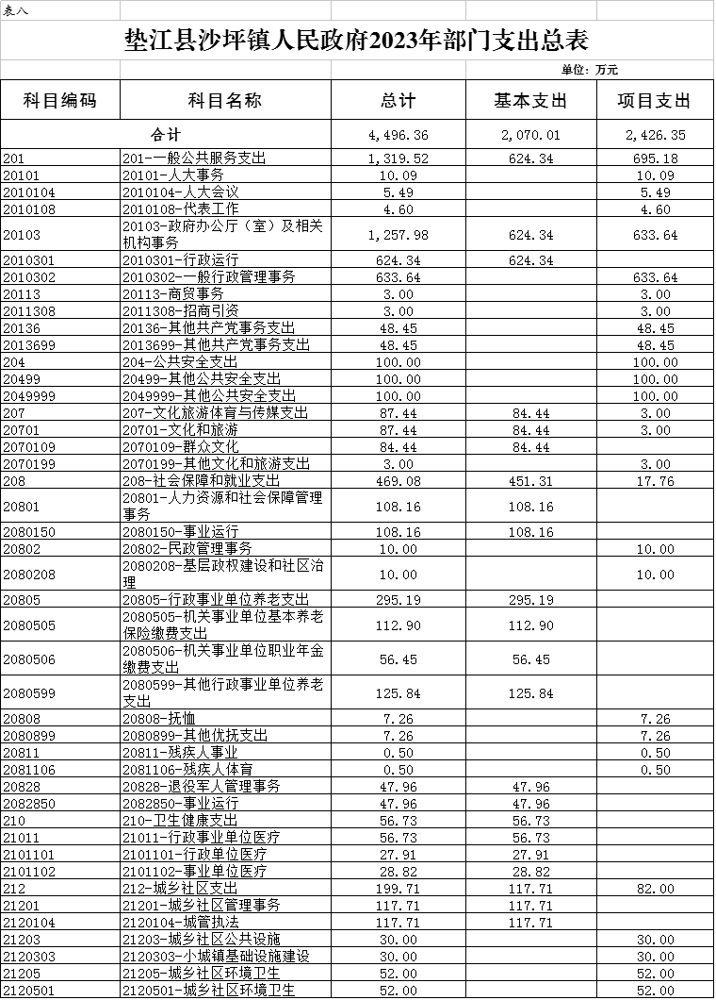 表八
垫江县沙坪镇人民政府2023年部门支出总表
单位：万元
科目编码 科目名称 总计 基本支出 项目支出
合计 4,496.36 2,070.01 2,426.35
201 201-一般公共服务支出 1,319.52 624.34 695.18
20101 20101-人大事务 10.09 10.09
2010104 2010104-人大会议 5.49 5.49
2010108 2010108-代表工作 4.60 4.60
20103 20103-政府办公厅（室）及相关
机构事务 1,257.98 624.34 633.64
2010301 2010301-行政运行 624.34 624.34
2010302 2010302-一般行政管理事务 633.64 633.64
20113 20113-商贸事务 3.00 3.00
2011308 2011308-招商引资 3.00 3.00
20136 20136-其他共产党事务支出 48.45 48.45
2013699 2013699-其他共产党事务支出 48.45 48.45
204 204-公共安全支出 100.00 100.00
20499 20499-其他公共安全支出 100.00 100.00
2049999 2049999-其他公共安全支出 100.00 100.00
207 207-文化旅游体育与传媒支出 87.44 84.44 3.00
20701 20701-文化和旅游 87.44 84.44 3.00
2070109 2070109-群众文化 84.44 84.44
2070199 2070199-其他文化和旅游支出 3.00 3.00
208 208-社会保障和就业支出 469.08 451.31 17.76
20801 20801-人力资源和社会保障管理
事务 108.16 108.16
2080150 2080150-事业运行 108.16 108.16
20802 20802-民政管理事务 10.00 10.00
2080208 2080208-基层政权建设和社区治
理 10.00 10.00
20805 20805-行政事业单位养老支出 295.19 295.19
2080505 2080505-机关事业单位基本养老
保险缴费支出 112.90 112.90
2080506 2080506-机关事业单位职业年金
缴费支出 56.45 56.45
2080599 2080599-其他行政事业单位养老
支出 125.84 125.84
20808 20808-抚恤 7.26 7.26
2080899 2080899-其他优抚支出 7.26 7.26
20811 20811-残疾人事业 0.50 0.50
2081106 2081106-残疾人体育 0.50 0.50
20828 20828-退役军人管理事务 47.96 47.96
2082850 2082850-事业运行 47.96 47.96
210 210-卫生健康支出 56.73 56.73
21011 21011-行政事业单位医疗 56.73 56.73
2101101 2101101-行政单位医疗 27.91 27.91
2101102 2101102-事业单位医疗 28.82 28.82
212 212-城乡社区支出 199.71 117.71 82.00
21201 21201-城乡社区管理事务 117.71 117.71
2120104 2120104-城管执法 117.71 117.71
21203 21203-城乡社区公共设施 30.00 30.00
2120303 2120303-小城镇基础设施建设 30.00 30.00
21205 21205-城乡社区环境卫生 52.00 52.00
2120501 2120501-城乡社区环境卫生 52.00 52.00